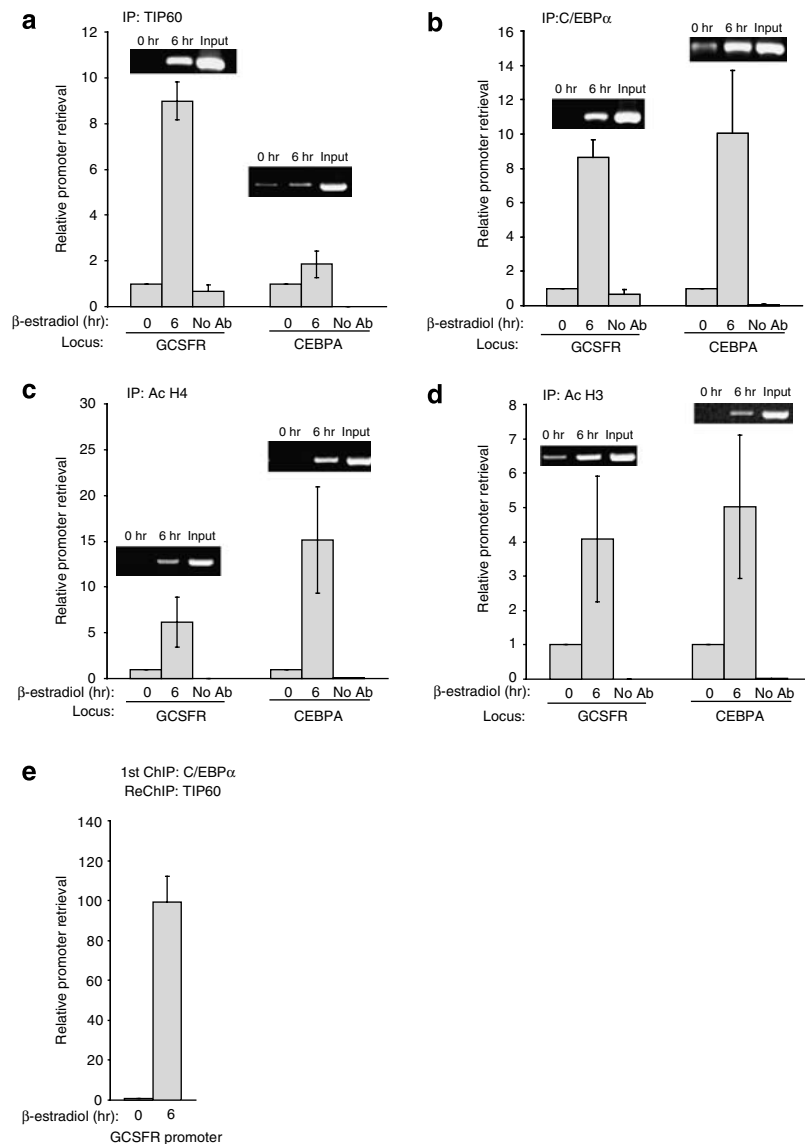 a
IP: TIP60
0 hr 6 hr Input
0 hr 6 hr Input
Relative promoter retrieval
12
10
8
6
4
2
0
β-estradiol (hr): 0 6 No Ab 0 6 No Ab
Locus: GCSFR CEBPA
b
IP:C/EBPα
0 hr 6 hr Input
0 hr 6 hr Input
Relative promoter retrieval
16
14
12
10
8
6
4
2
0
β-estradiol (hr): 0 6 No Ab 0 6 No Ab
Locus: GCSFR CEBPA
c
IP: Ac H4
0 hr 6 hr Input
0 hr 6 hr Input
Relative promoter retrieval
30
25
20
15
10
5
0
β-estradiol (hr): 0 6 No Ab 0 6 No Ab
Locus: GCSFR CEBPA
d
IP: Ac H3
0 hr 6 hr Input
0 hr 6 hr Input
Relative promoter retrieval
8
7
6
5
4
3
2
1
0
β-estradiol (hr): 0 6 No Ab 0 6 No Ab
Locus: GCSFR CEBPA
e
1st ChIP: C/EBPα
ReChIP: TIP60
Relative promoter retrieval
140
120
100
80
60
40
20
0
β-estradiol (hr): 0 6
GCSFR promoter